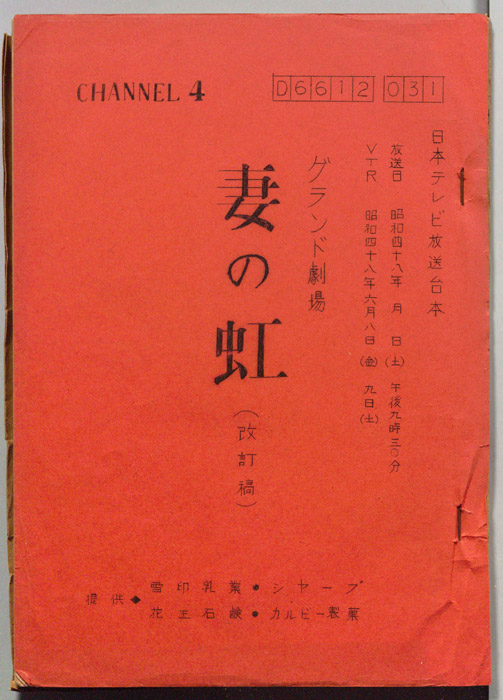 CHANNEL 4
D6612 031
日本テレビ放送台本
放送日 昭和四十八年 月 日(土) 午後九時三〇分
VTR 昭和四十八年六月八日(金) 九日(土)
グランド劇場
妻の虹
(改訂稿)
提供◆
雪印乳業●シャープ
花王石鹸●カルビー製菓